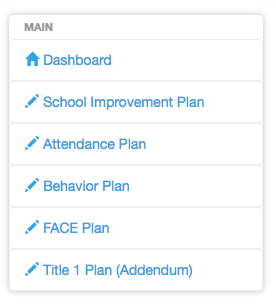 MAIN
Dashboard
School Improvement Plan
Attendance Plan
Behavior Plan
FACE Plan
Title 1 Plan (Addendum)